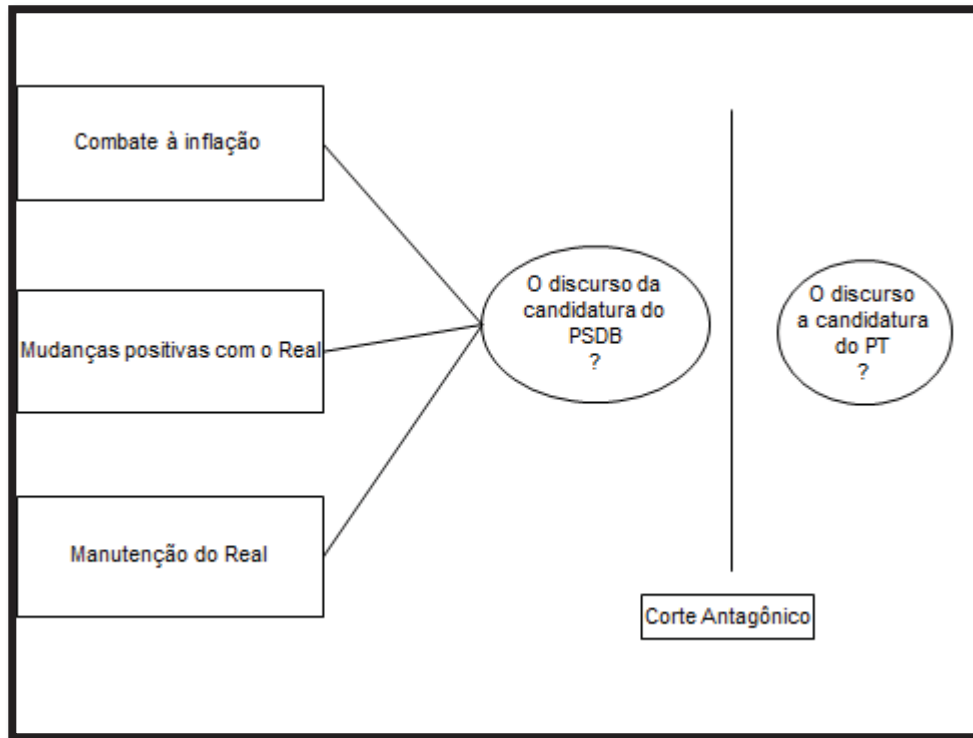 Combate à inflação
Mudanças positivas com o Real
Manutenção do Real
O discurso da
candidatura do
PSDB
?
O discurso
a candidatura
do PT
?
Corte Antagônico